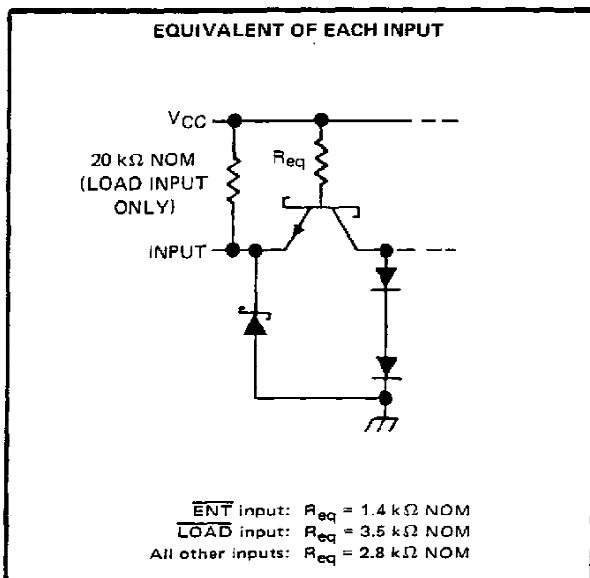 EQUIVALENT OF EACH INPUT
VCC
20 kΩ NOM
(LOAD INPUT
ONLY)
Req
INPUT
ENT input: Req = 1.4 kΩ NOM
LOAD input: Req = 3.5 kΩ NOM
All other inputs: Req = 2.8 kΩ NOM